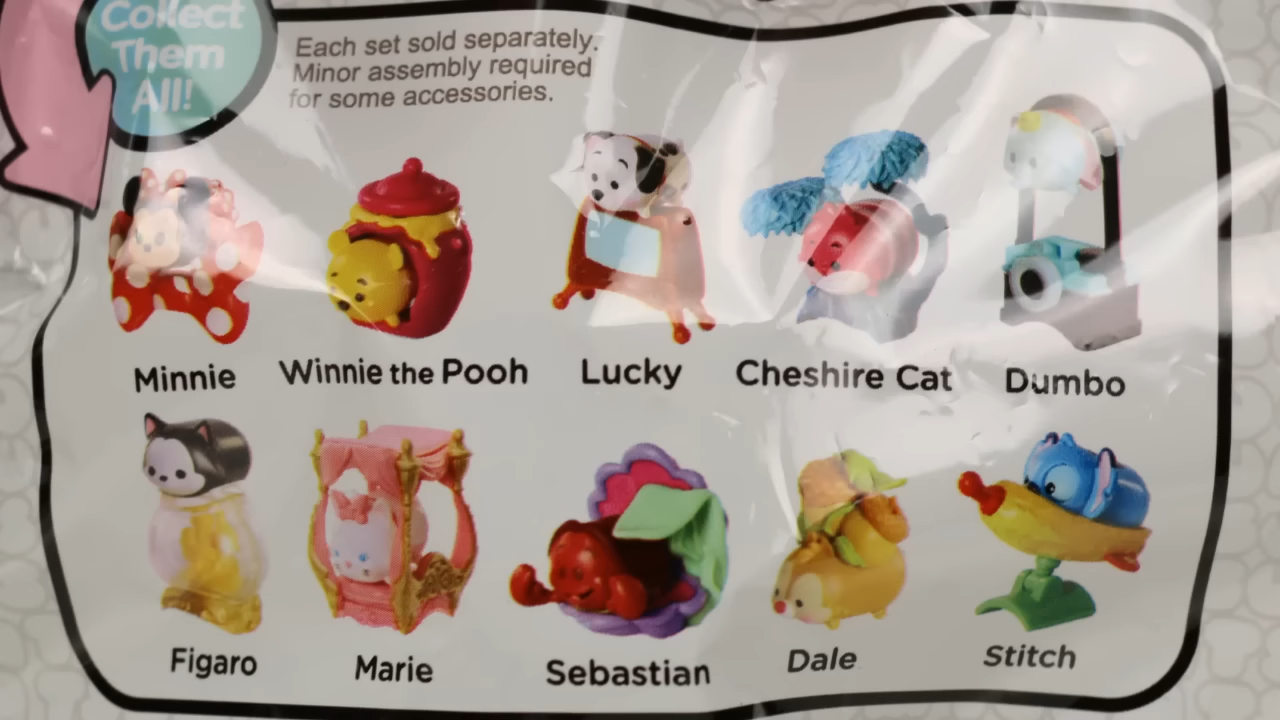 Collect
Them
All!
Each set sold separately.
Minor assembly required
for some accessories.
Minnie
Winnie the Pooh
Lucky
Cheshire Cat
Dumbo
Figaro
Marie
Sebastian
Dale
Stitch